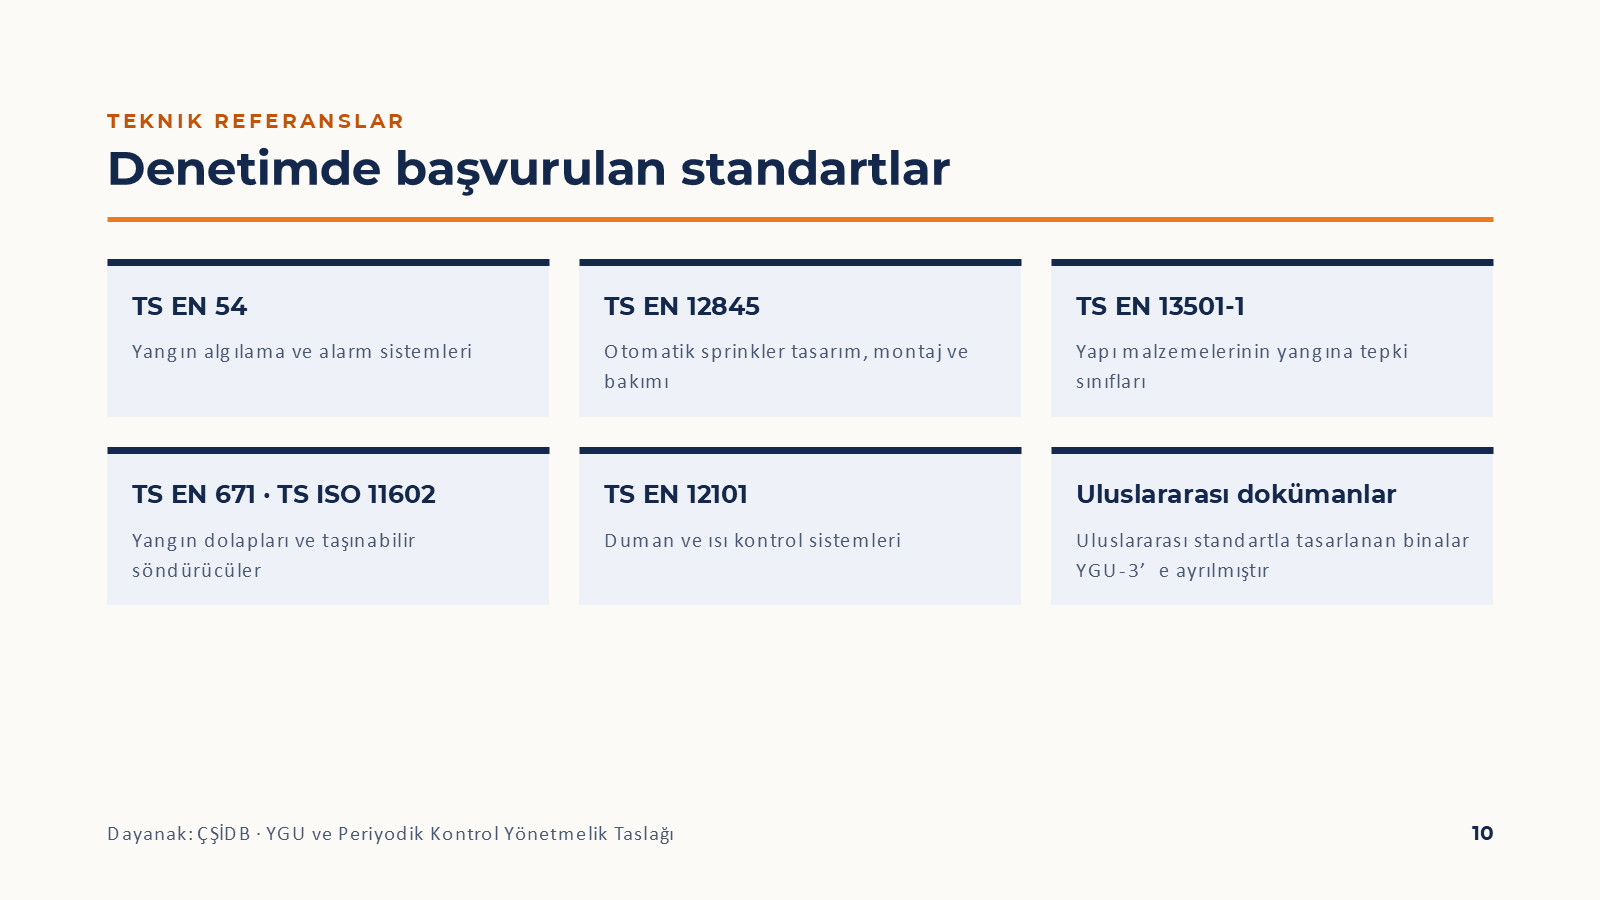 TEKNIK REFERANSLAR
Denetimde başvurulan standartlar
TS EN 54
Yangın algılama ve alarm sistemleri
TS EN 12845
Otomatik sprinkler tasarım, montaj ve
bakımı
TS EN 13501-1
Yapı malzemelerinin yangına tepki
sınıfları
TS EN 671 · TS ISO 11602
Yangın dolapları ve taşınabilir
söndürücüler
TS EN 12101
Duman ve ısı kontrol sistemleri
Uluslararası dokümanlar
Uluslararası standartla tasarlanan binalar
YGU-3’e ayrılmıştır
Dayanak: ÇŞİDB · YGU ve Periyodik Kontrol Yönetmelik Taslağı
10